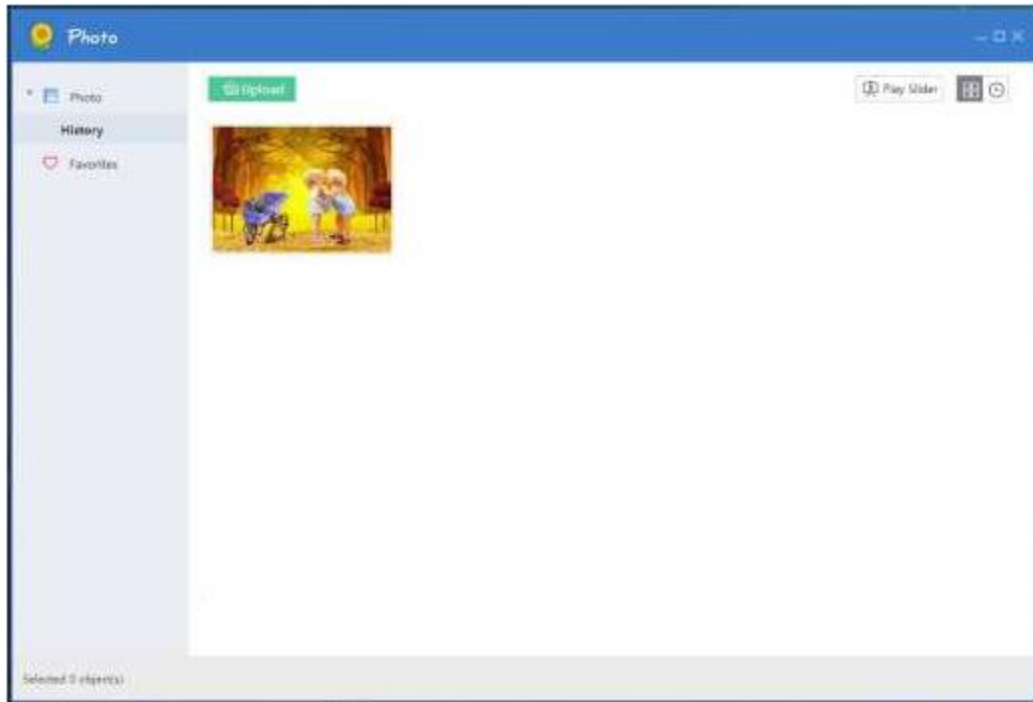 Photo
Photo
History
Favorites
Upload
Play Slider
Selected 0 object(s)